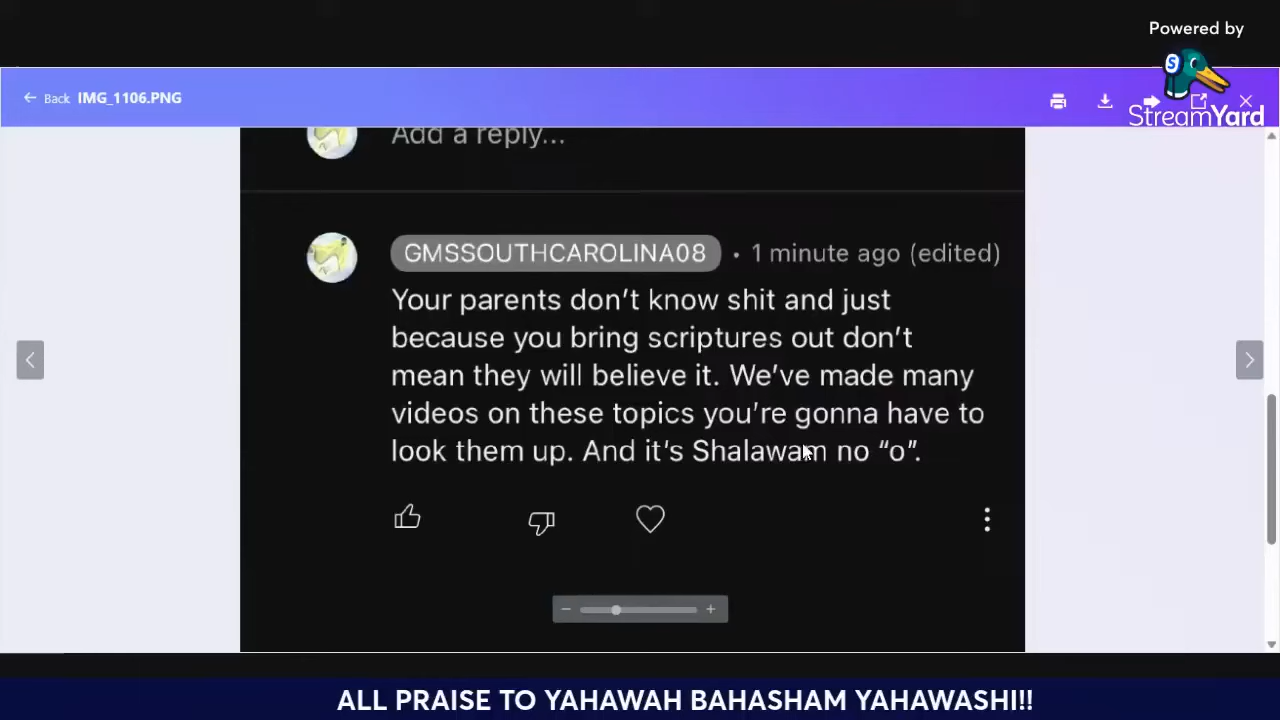 Powered by
StreamYard
Back IMG_1106.PNG
Add a reply...
GMSSOUTHCAROLINA08 • 1 minute ago (edited)
Your parents don't know shit and just
because you bring scriptures out don't
mean they will believe it. We've made many
videos on these topics you're gonna have to
look them up. And it's Shalawam no “o”.
ALL PRAISE TO YAHAWAH BAHASHAM YAHAWASHI!!